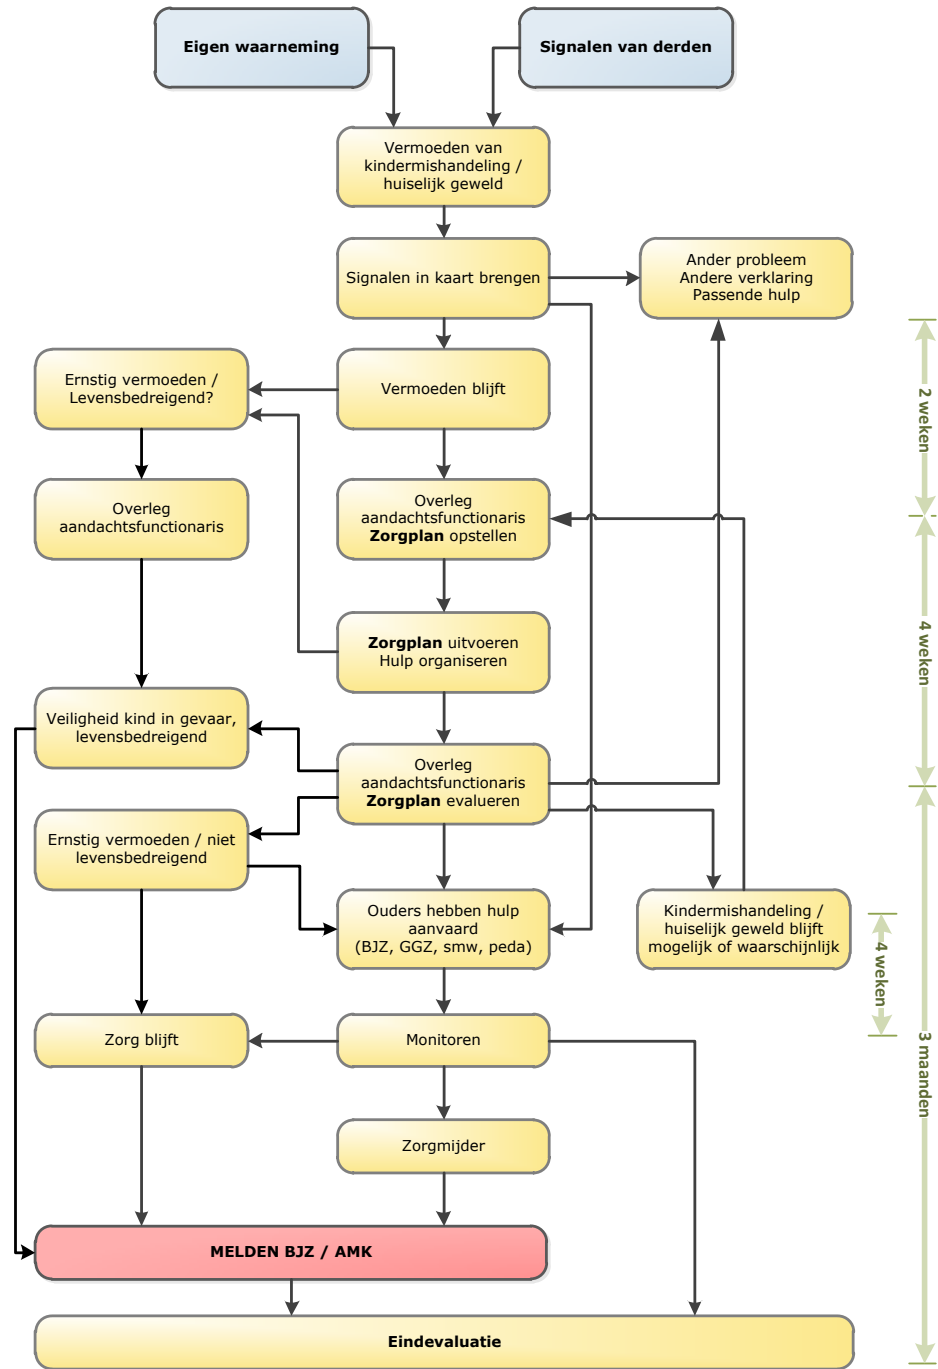 Eigen waarneming
Signalen van derden
Vermoeden van
kindermishandeling /
huiselijk geweld
Signalen in kaart brengen
Ander probleem
Andere verklaring
Passende hulp
Ernstig vermoeden /
Levensbedreigend?
Vermoeden blijft
2 weken
Overleg
aandachtsfunctionaris
Overleg
aandachtsfunctionaris
Zorgplan opstellen
Zorgplan uitvoeren
Hulp organiseren
4 weken
Veiligheid kind in gevaar,
levensbedreigend
Overleg
aandachtsfunctionaris
Zorgplan evalueren
Ernstig vermoeden / niet
levensbedreigend
Ouders hebben hulp
aanvaard
(BJZ, GGZ, smw, peda)
Kindermishandeling /
huiselijk geweld blijft
mogelijk of waarschijnlijk
4 weken
Zorg blijft
Monitoren
3 maanden
Zorgmijder
MELDEN BJZ / AMK
Eindevaluatie